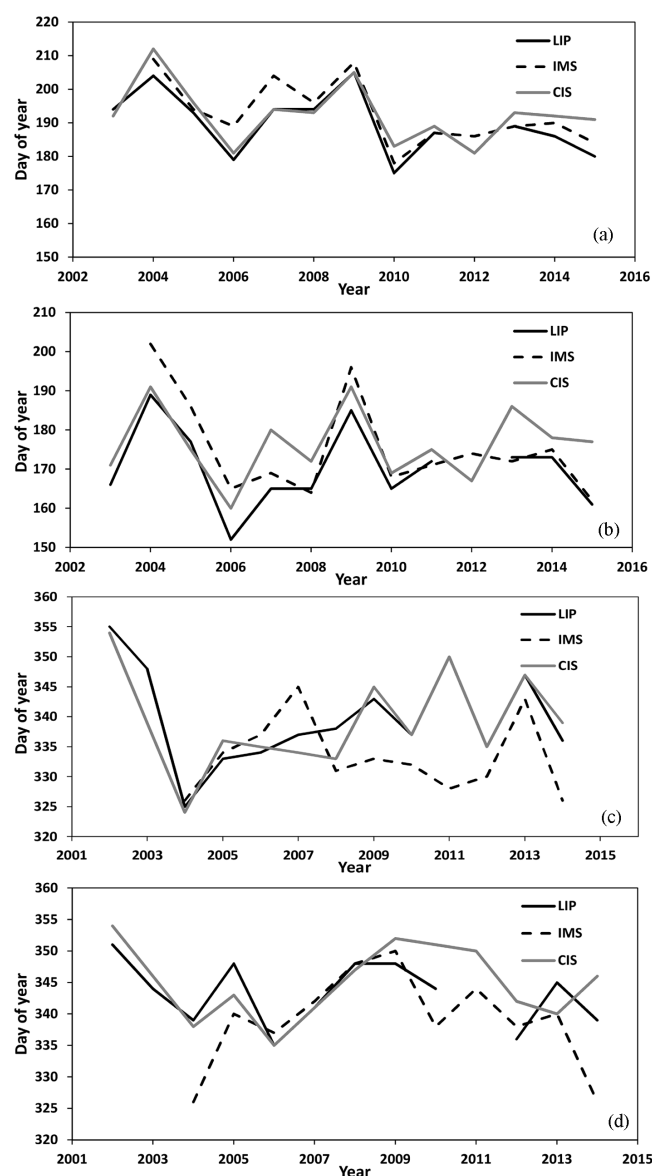 220
210
200
190
180
170
160
150
Day of year
LIP
IMS
CIS
(a)
2002 2004 2006 2008 2010 2012 2014 2016
Year
210
200
190
180
170
160
150
Day of year
LIP
IMS
CIS
(b)
2002 2004 2006 2008 2010 2012 2014 2016
Year
360
355
350
345
340
335
330
325
320
Day of year
LIP
IMS
CIS
(c)
2001 2003 2005 2007 2009 2011 2013 2015
Year
360
355
350
345
340
335
330
325
320
Day of year
LIP
IMS
CIS
(d)
2001 2003 2005 2007 2009 2011 2013 2015
Year